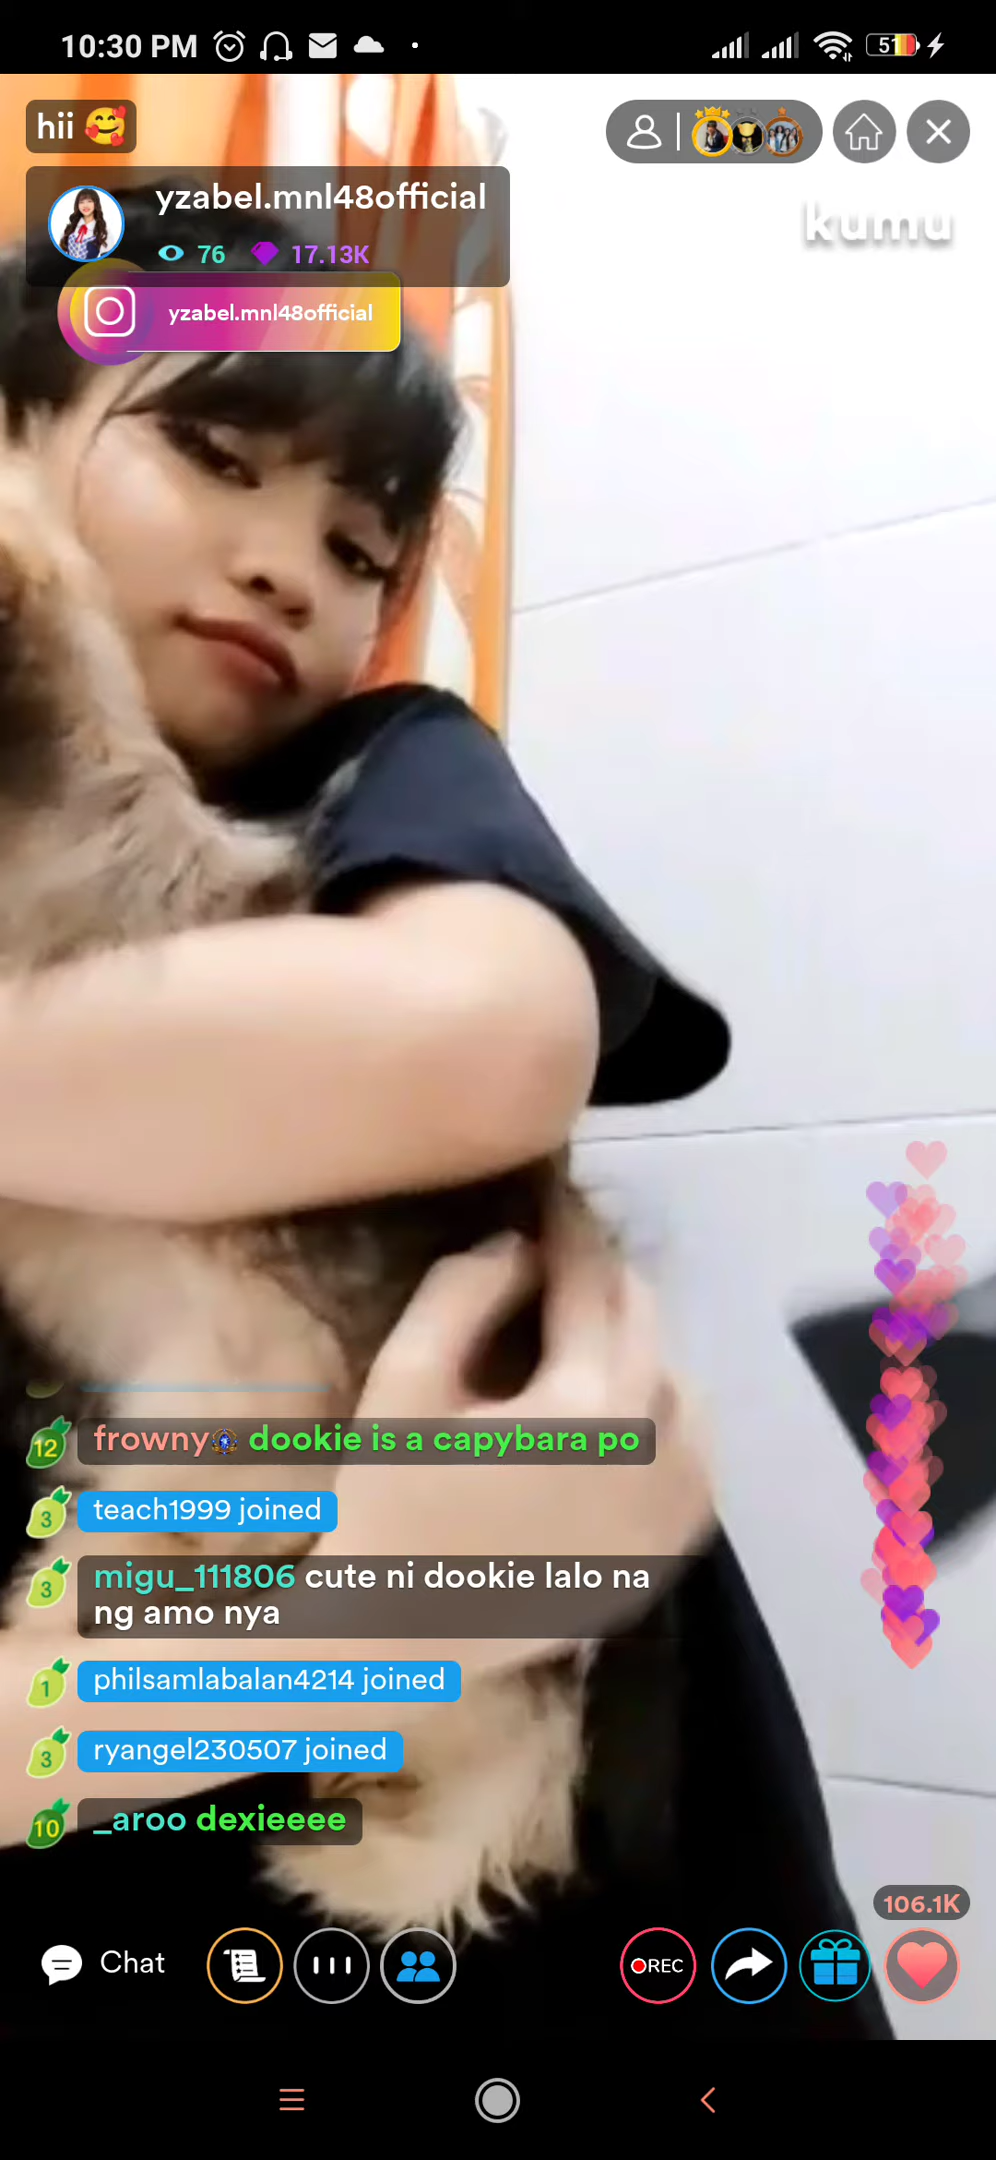 10:30 PM
51
hii 🥰
yzabel.mnl48official
76 17.13K
kumu
yzabel.mnl48official
12 frowny dookie is a capybara po
3 teach1999 joined
3 migu_111806 cute ni dookie lalo na
ng amo nya
1 philsamlabalan4214 joined
3 ryangel230507 joined
10 _aroo dexieeee
106.1K
Chat
REC